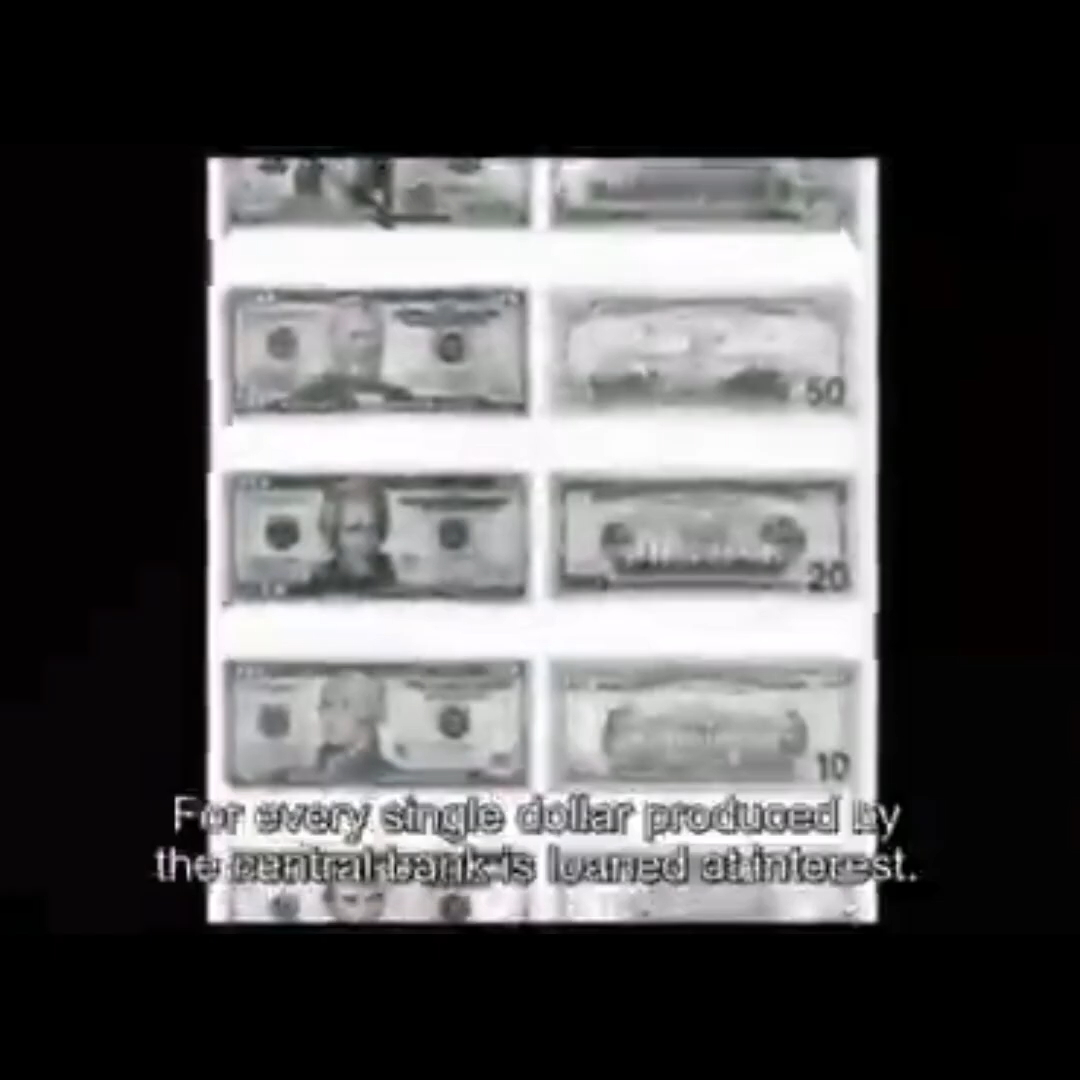 50
20
10
For every single dollar produced by
the central bank is loaned at interest.